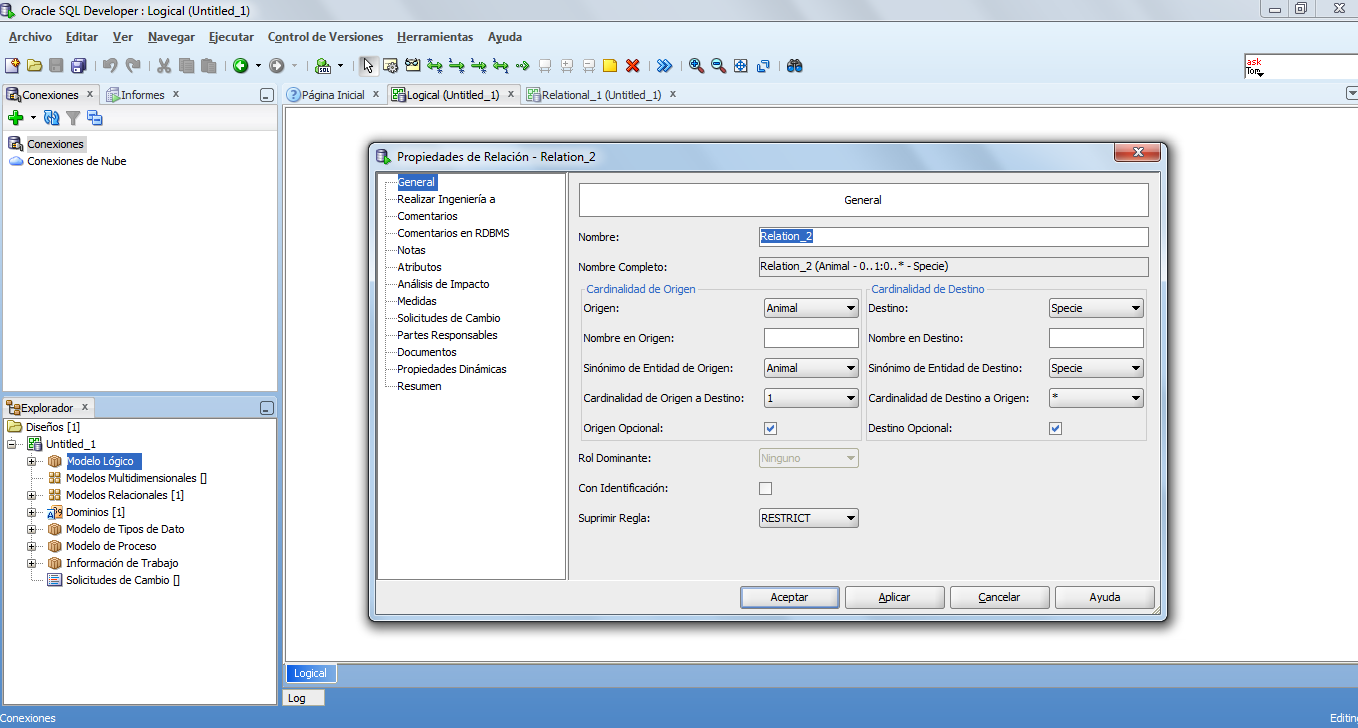 Oracle SQL Developer : Logical (Untitled_1)
Archivo Editar Ver Navegar Ejecutar Control de Versiones Herramientas Ayuda
SQL
ask
Tom
Conexiones x Informes x
Página Inicial x Logical (Untitled_1) x Relational_1 (Untitled_1) x
Conexiones
Conexiones de Nube
Explorador x
Diseños [1]
Untitled_1
Modelo Lógico
Modelos Multidimensionales []
Modelos Relacionales [1]
Dominios [1]
Modelo de Tipos de Dato
Modelo de Proceso
Información de Trabajo
Solicitudes de Cambio []
Propiedades de Relación - Relation_2
General
Realizar Ingeniería a
Comentarios
Comentarios en RDBMS
Notas
Atributos
Análisis de Impacto
Medidas
Solicitudes de Cambio
Partes Responsables
Documentos
Propiedades Dinámicas
Resumen
General
Nombre: Relation_2
Nombre Completo: Relation_2 (Animal - 0..1:0..* - Specie)
Cardinalidad de Origen
Origen: Animal
Nombre en Origen:
Sinónimo de Entidad de Origen: Animal
Cardinalidad de Origen a Destino: 1
Origen Opcional:
Cardinalidad de Destino
Destino: Specie
Nombre en Destino:
Sinónimo de Entidad de Destino: Specie
Cardinalidad de Destino a Origen: *
Destino Opcional:
Rol Dominante: Ninguno
Con Identificación:
Suprimir Regla: RESTRICT
Aceptar Aplicar Cancelar Ayuda
Logical
Log
Conexiones
Editin